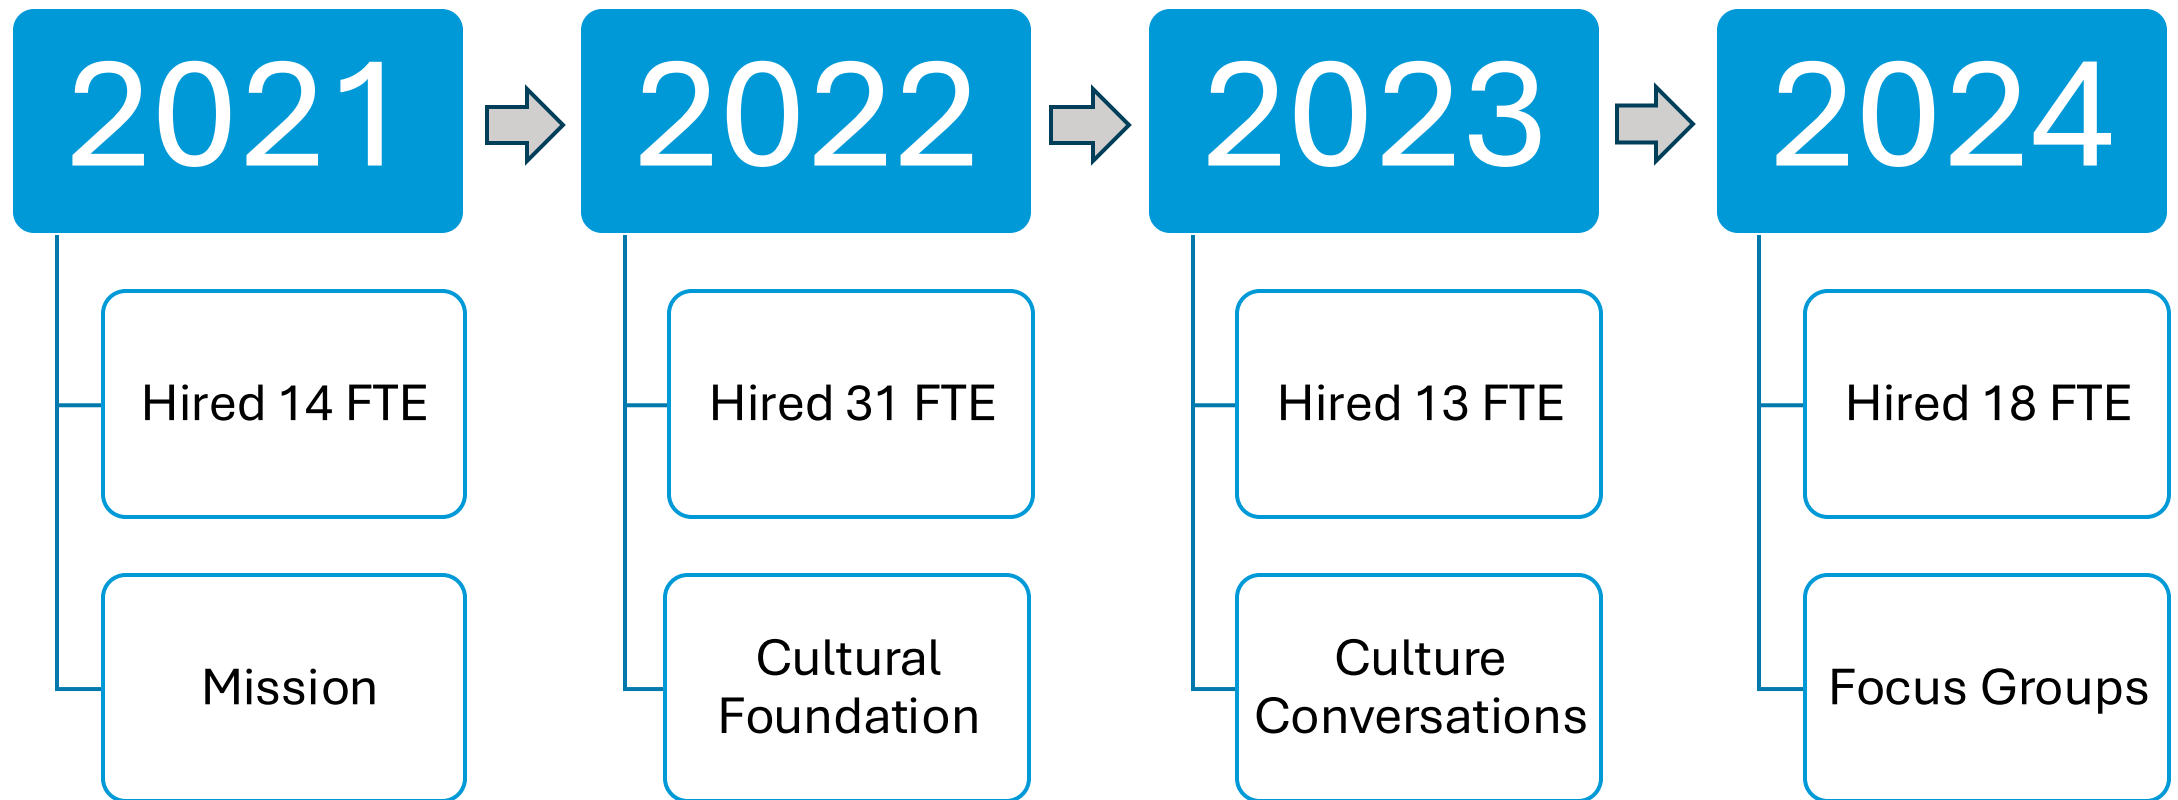 2021
2022
2023
2024
Hired 14 FTE
Hired 31 FTE
Hired 13 FTE
Hired 18 FTE
Mission
Cultural
Foundation
Culture
Conversations
Focus Groups